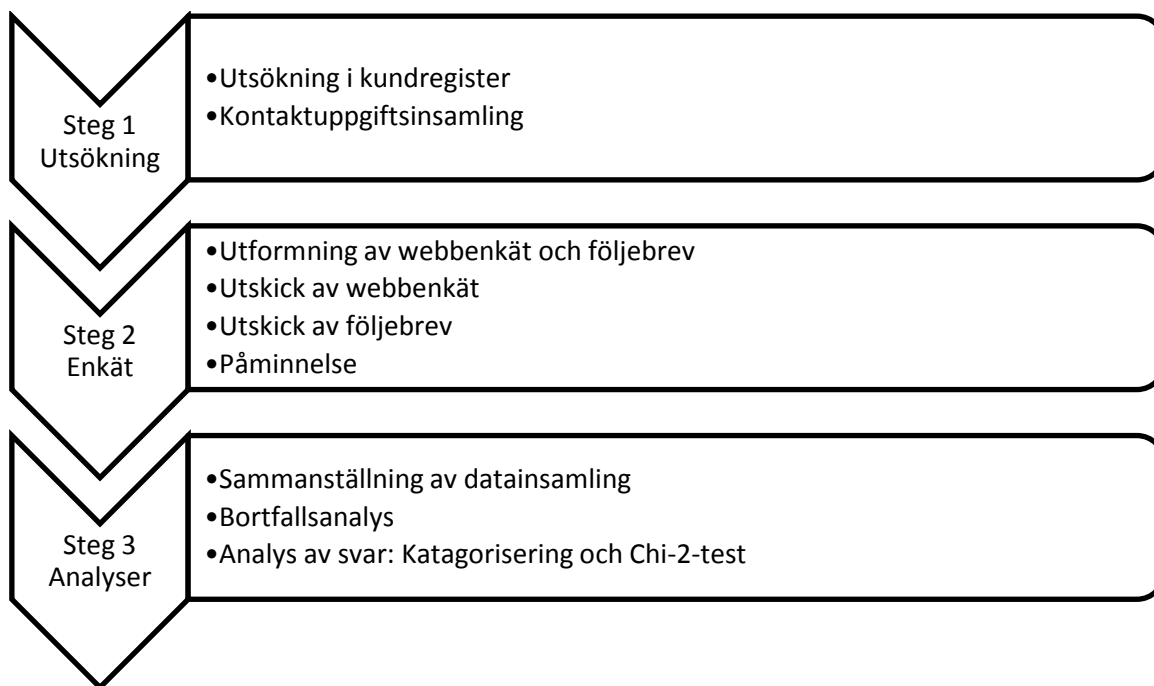 Steg 1
Utsökning
•Utsökning i kundregister
•Kontaktuppgiftsinsamling
Steg 2
Enkät
•Utformning av webbenkät och följebrev
•Utskick av webbenkät
•Utskick av följebrev
•Påminnelse
Steg 3
Analyser
•Sammanställning av datainsamling
•Bortfallsanalys
•Analys av svar: Katagorisering och Chi-2-test